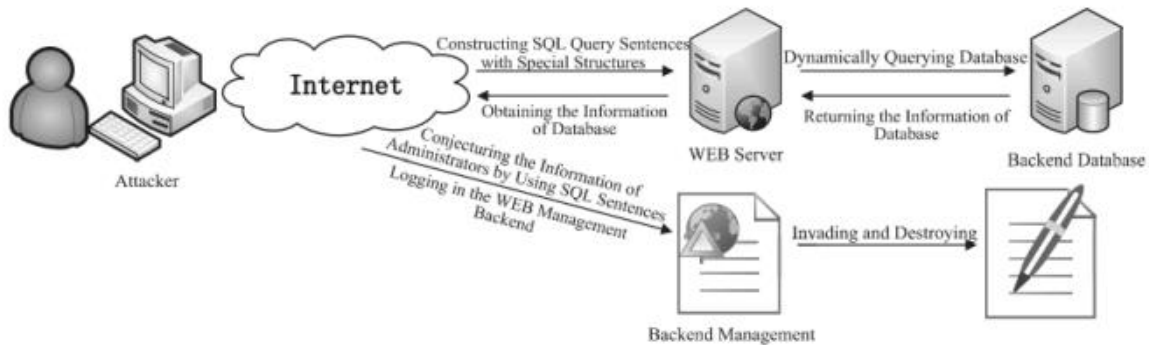 Constructing SQL Query Sentences
with Special Structures
Dynamically Querying Database
Internet
Obtaining the Information
of Database
Returning the Information of
Database
WEB Server
Backend Database
Attacker
Conjecturing the Information of
Administrators by Using SQL Sentences
Logging in the WEB Management
Backend
Invading and Destroying
Backend Management